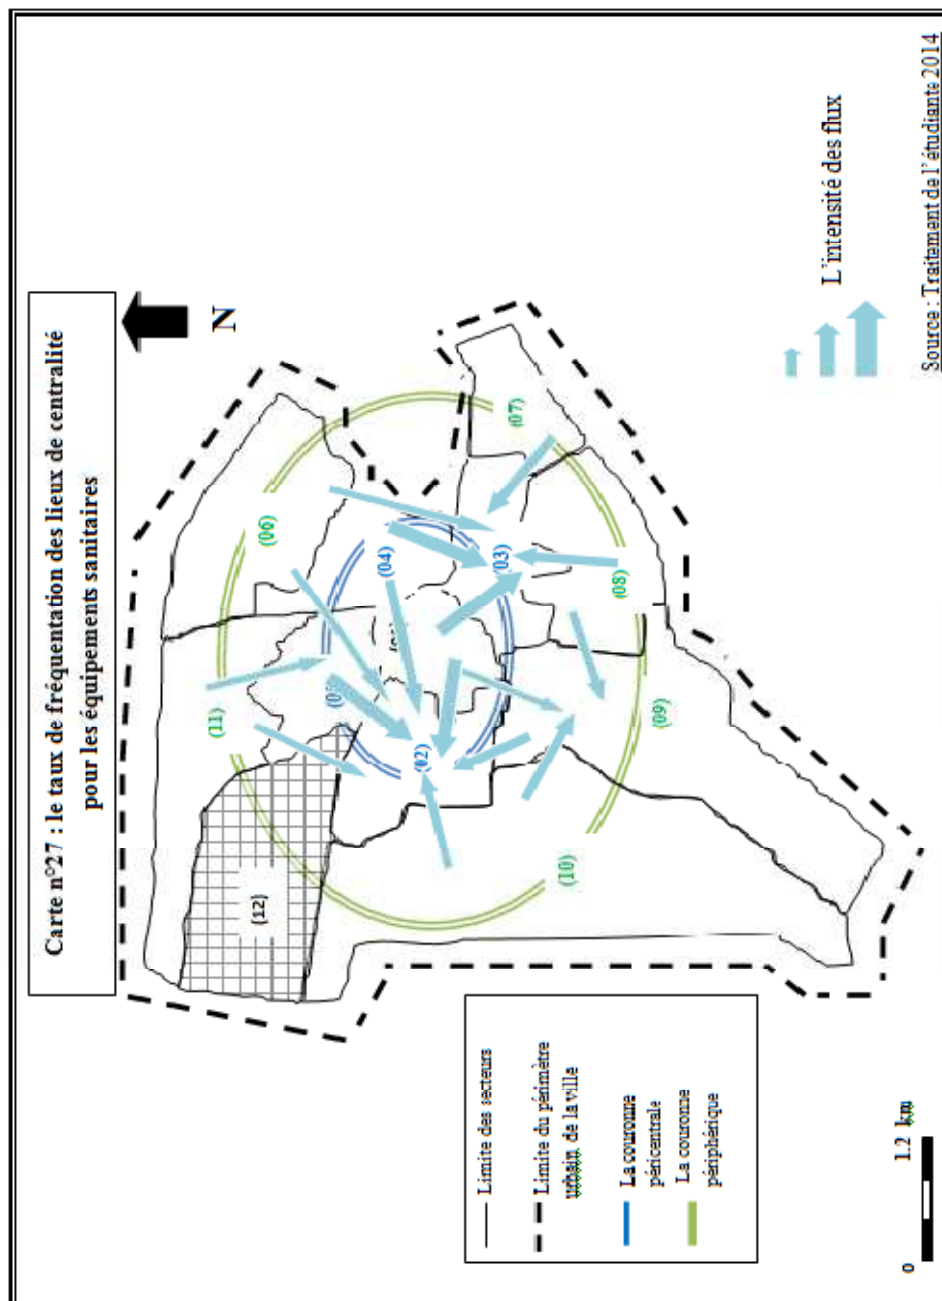 Carte n°27 : le taux de fréquentation des lieux de centralité
pour les équipements sanitaires
N
(11)
(06)
(12)
(04)
(02)
(03)
(07)
(10)
(09)
(08)
Limite des secteurs
Limite du périmètre
urbain de la ville
La couronne
péricentrale
La couronne
périphérique
0
1.2 km
L'intensité des flux
Source : Traitement de l'étudiante 2014